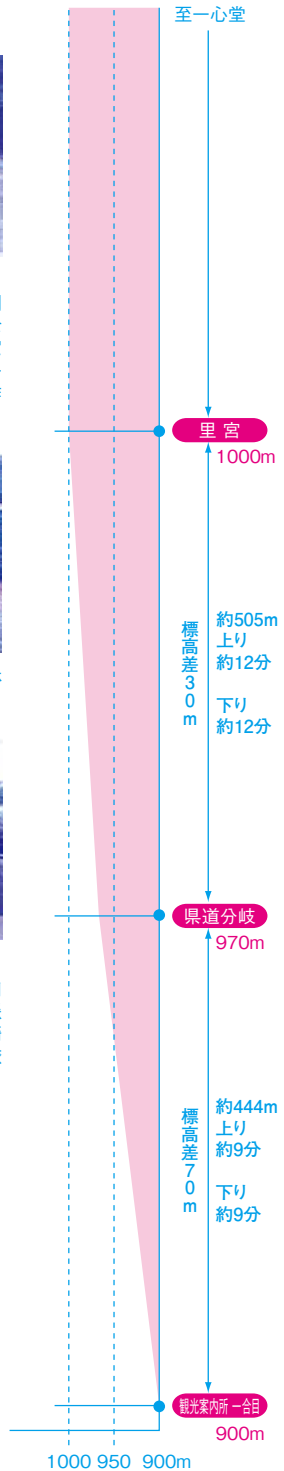 至一心堂
里宮
1000m
標高差30m
約505m
上り
約12分
下り
約12分
県道分岐
970m
標高差70m
約444m
上り
約9分
下り
約9分
観光案内所 一合目
900m
1000 950 900m